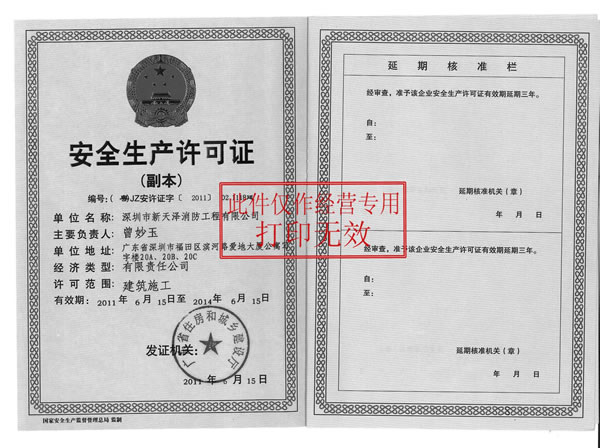 安全生产许可证
(副本)
编号:( 粤)JZ安许证字〔 2011〕02
单位名称: 深圳市新天泽消防工程有限公司
主要负责人: 曾妙玉
单位地址: 广东省深圳市福田区滨河路爱地大厦公寓
字楼20A、20B、20C
经济类型: 有限责任公司
许可范围: 建筑施工
有效期: 2011 年 6 月 15 日至 2014 年 6 月 15 日
发证机关:
广东省住房和城乡建设厅
2011 年 6 月 15 日
国家安全生产监督管理总局 监制
此件仅作经营专用
打印无效
延期核准栏
经审查,准予该企业安全生产许可证有效期延期三年。
自:
至:
延期核准机关(章)
年 月 日
经审查,准予该企业安全生产许可证有效期延期三年。
自:
至:
延期核准机关(章)
年 月 日